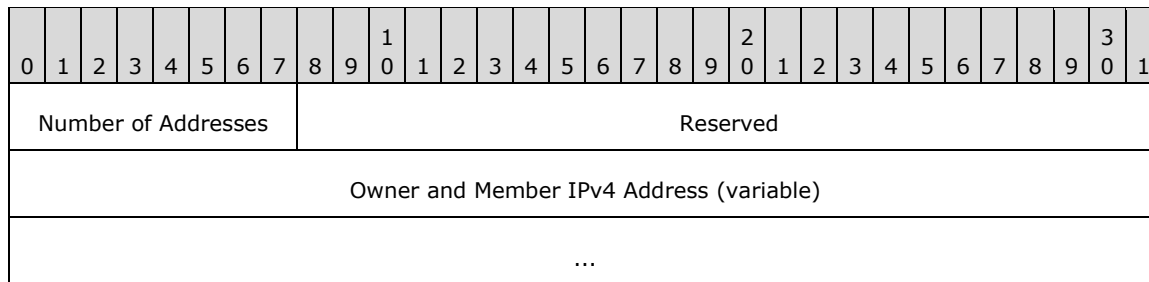 0 1 2 3 4 5 6 7 8 9 1 0 1 2 3 4 5 6 7 8 9 2 0 1 2 3 4 5 6 7 8 9 3 0 1
Number of Addresses Reserved
Owner and Member IPv4 Address (variable)
...